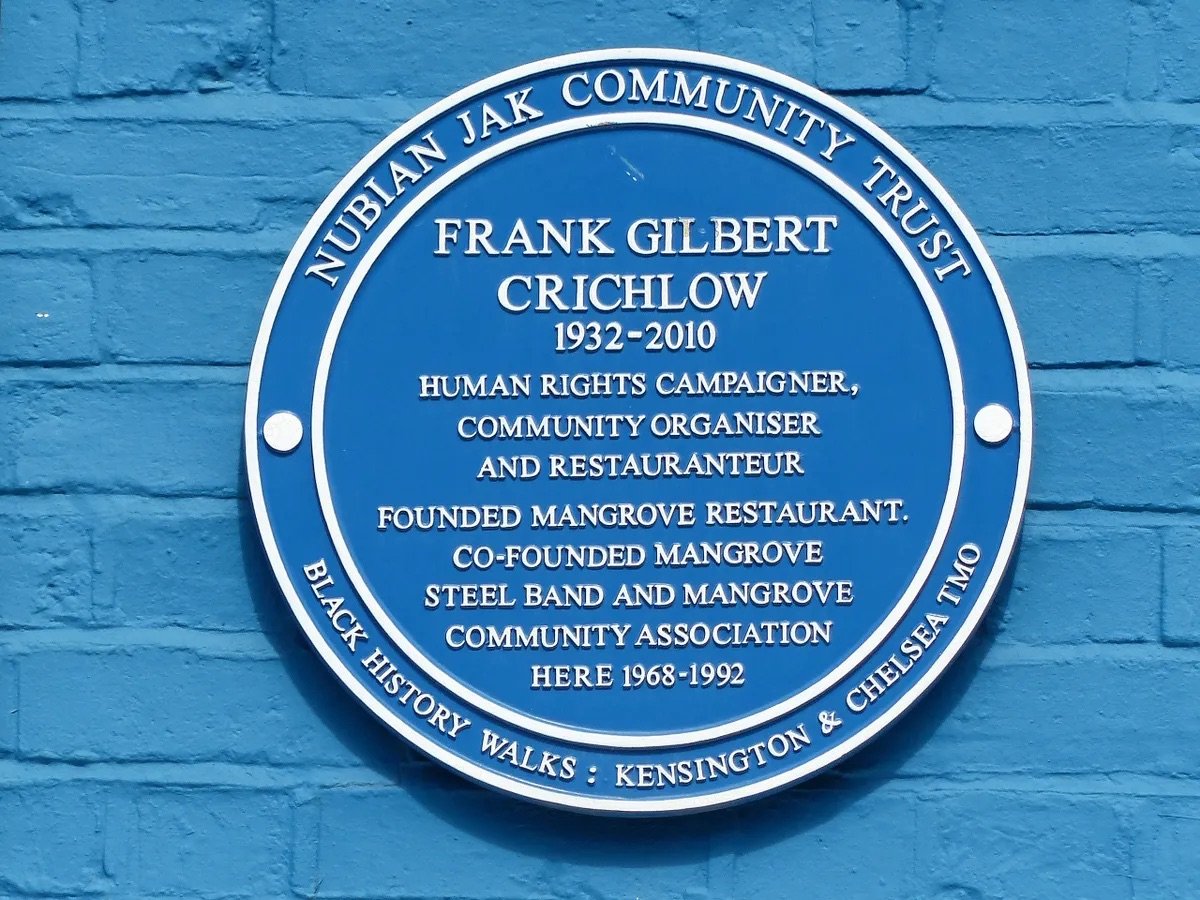 NUBIAN JAK COMMUNITY TRUST
FRANK GILBERT
CRICHLOW
1932-2010
HUMAN RIGHTS CAMPAIGNER,
COMMUNITY ORGANISER
AND RESTAURANTEUR
FOUNDED MANGROVE RESTAURANT.
CO-FOUNDED MANGROVE
STEEL BAND AND MANGROVE
COMMUNITY ASSOCIATION
HERE 1968-1992
BLACK HISTORY WALKS : KENSINGTON & CHELSEA TMO